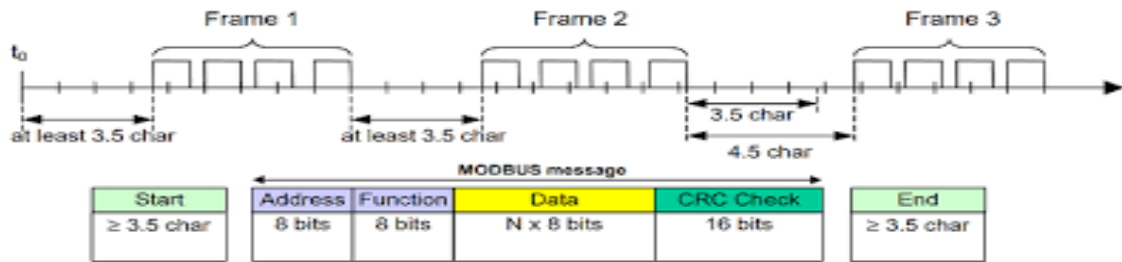 Frame 1 Frame 2 Frame 3
t0
at least 3.5 char at least 3.5 char 3.5 char
4.5 char
MODBUS message
Start Address Function Data CRC Check End
≥ 3.5 char 8 bits 8 bits N x 8 bits 16 bits ≥ 3.5 char